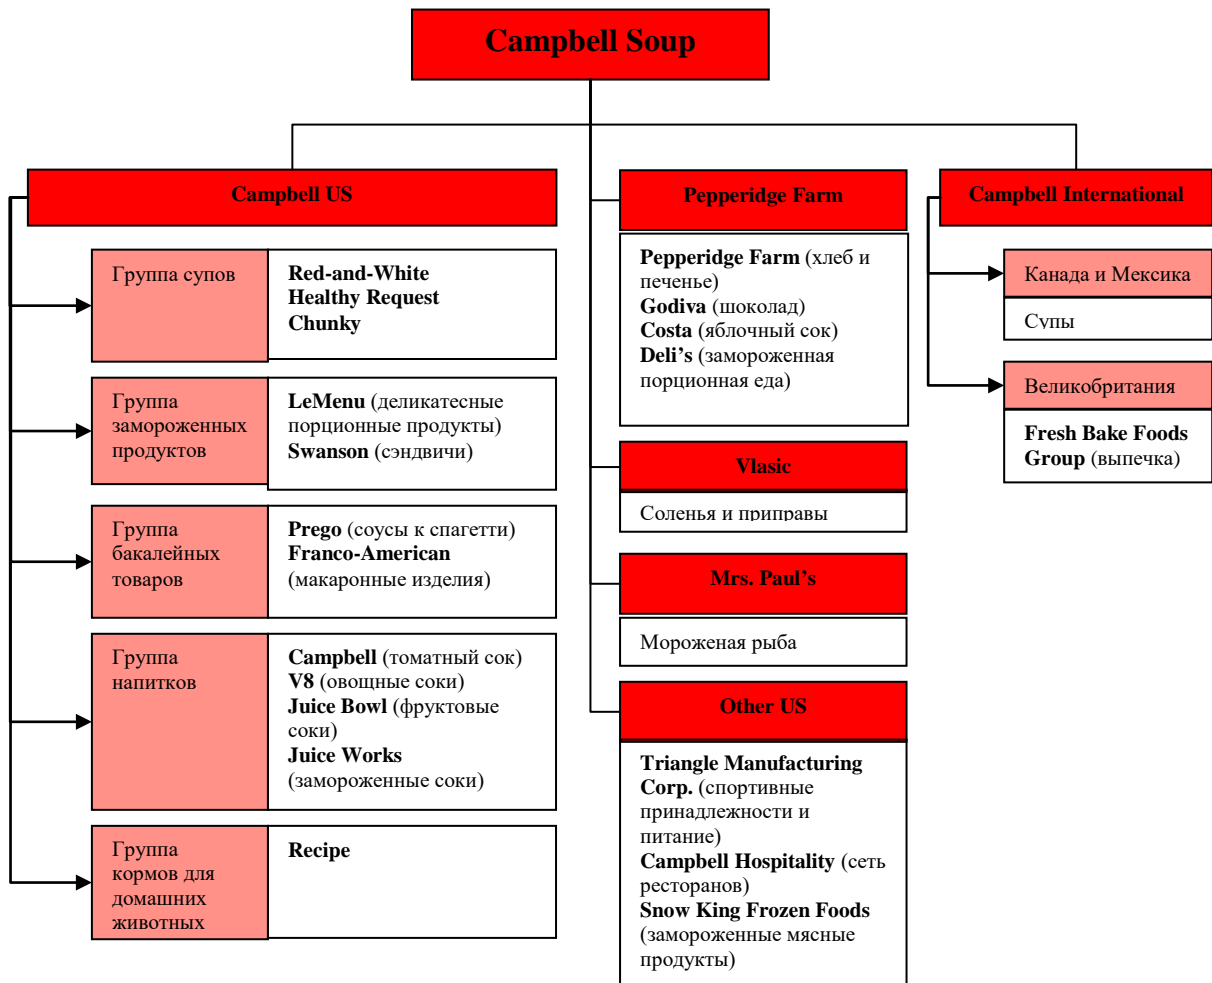 Campbell Soup
Campbell US
Группа супов
Red-and-White
Healthy Request
Chunky
Группа
замороженных
продуктов
LeMenu (деликатесные
порционные продукты)
Swanson (сэндвичи)
Группа
бакалейных
товаров
Prego (соусы к спагетти)
Franco-American
(макаронные изделия)
Группа
напитков
Campbell (томатный сок)
V8 (овощные соки)
Juice Bowl (фруктовые
соки)
Juice Works
(замороженные соки)
Группа
кормов для
домашних
животных
Recipe
Pepperidge Farm
Pepperidge Farm (хлеб и
печенье)
Godiva (шоколад)
Costa (яблочный сок)
Deli’s (замороженная
порционная еда)
Vlasic
Соленья и приправы
Mrs. Paul’s
Мороженая рыба
Other US
Triangle Manufacturing
Corp. (спортивные
принадлежности и
питание)
Campbell Hospitality (сеть
ресторанов)
Snow King Frozen Foods
(замороженные мясные
продукты)
Campbell International
Канада и Мексика
Супы
Великобритания
Fresh Bake Foods
Group (выпечка)